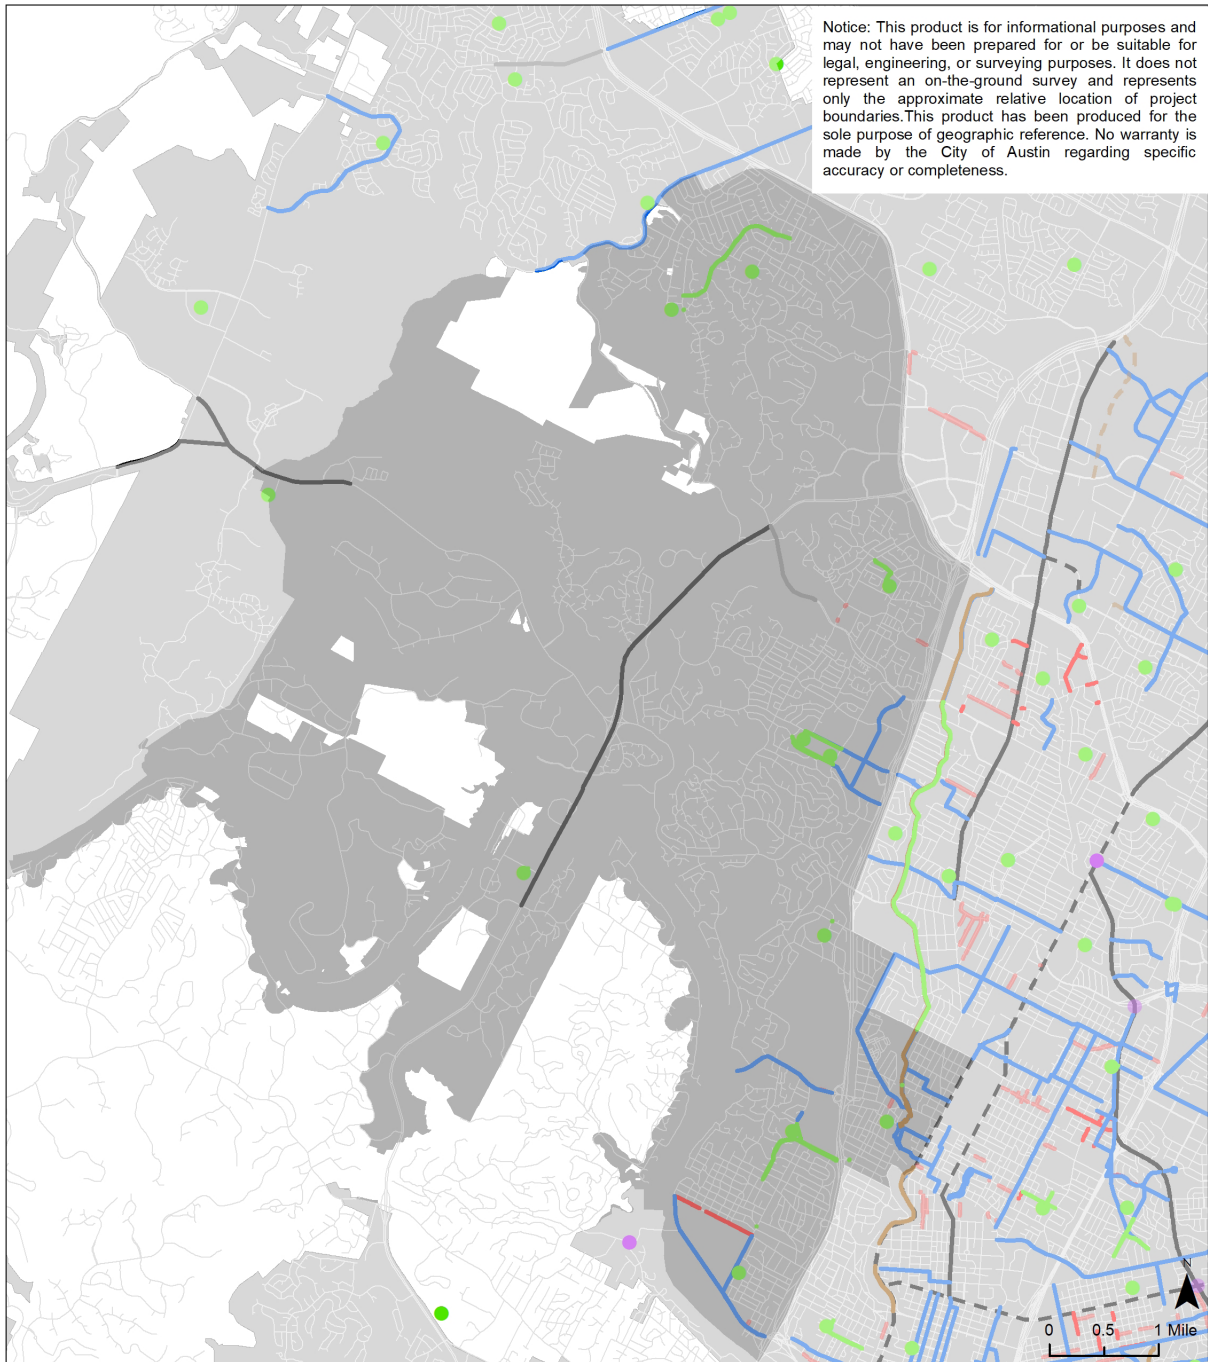 Notice: This product is for informational purposes and
may not have been prepared for or be suitable for
legal, engineering, or surveying purposes. It does not
represent an on-the-ground survey and represents
only the approximate relative location of project
boundaries.This product has been produced for the
sole purpose of geographic reference. No warranty is
made by the City of Austin regarding specific
accuracy or completeness.
N
0 0.5 1 Mile